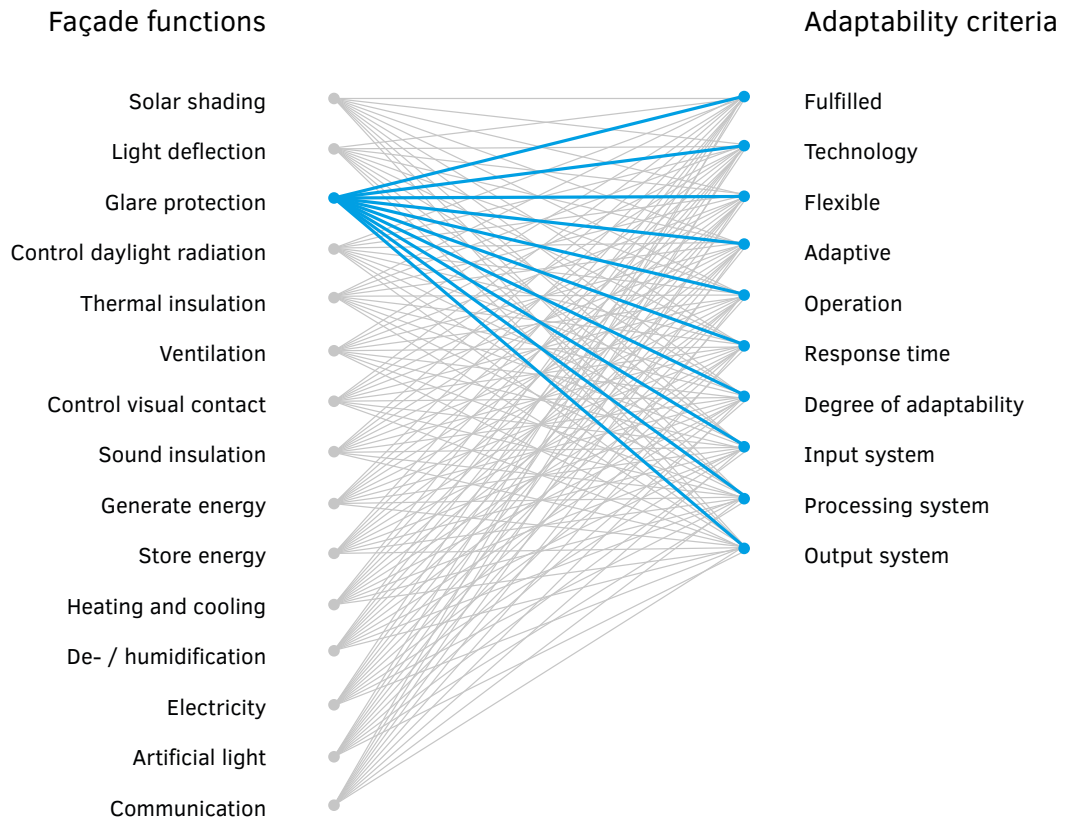 Façade functions
Solar shading
Light deflection
Glare protection
Control daylight radiation
Thermal insulation
Ventilation
Control visual contact
Sound insulation
Generate energy
Store energy
Heating and cooling
De- / humidification
Electricity
Artificial light
Communication
Adaptability criteria
Fulfilled
Technology
Flexible
Adaptive
Operation
Response time
Degree of adaptability
Input system
Processing system
Output system